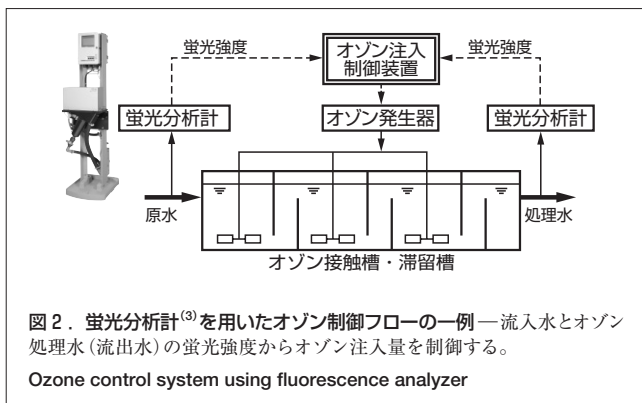 蛍光強度
オゾン注入
制御装置
蛍光強度
蛍光分析計
オゾン発生器
蛍光分析計
原水
処理水
オゾン接触槽・滞留槽
図2．蛍光分析計(3)を用いたオゾン制御フローの一例—流入水とオゾン
処理水（流出水）の蛍光強度からオゾン注入量を制御する。
Ozone control system using fluorescence analyzer